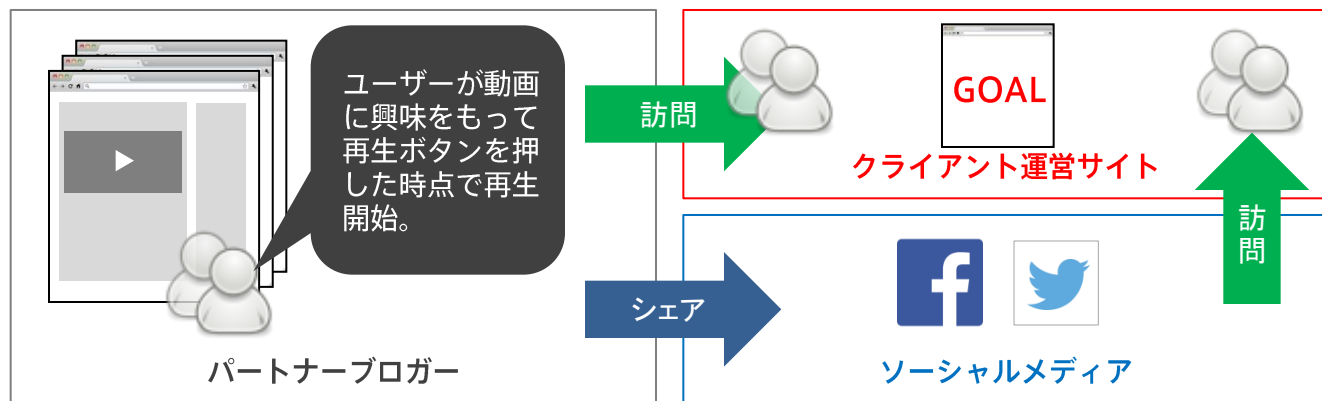 ユーザーが動画
に興味をもって
再生ボタンを押
した時点で再生
開始。
パートナーブロガー
訪問
シェア
GOAL
クライアント運営サイト
訪問
ソーシャルメディア